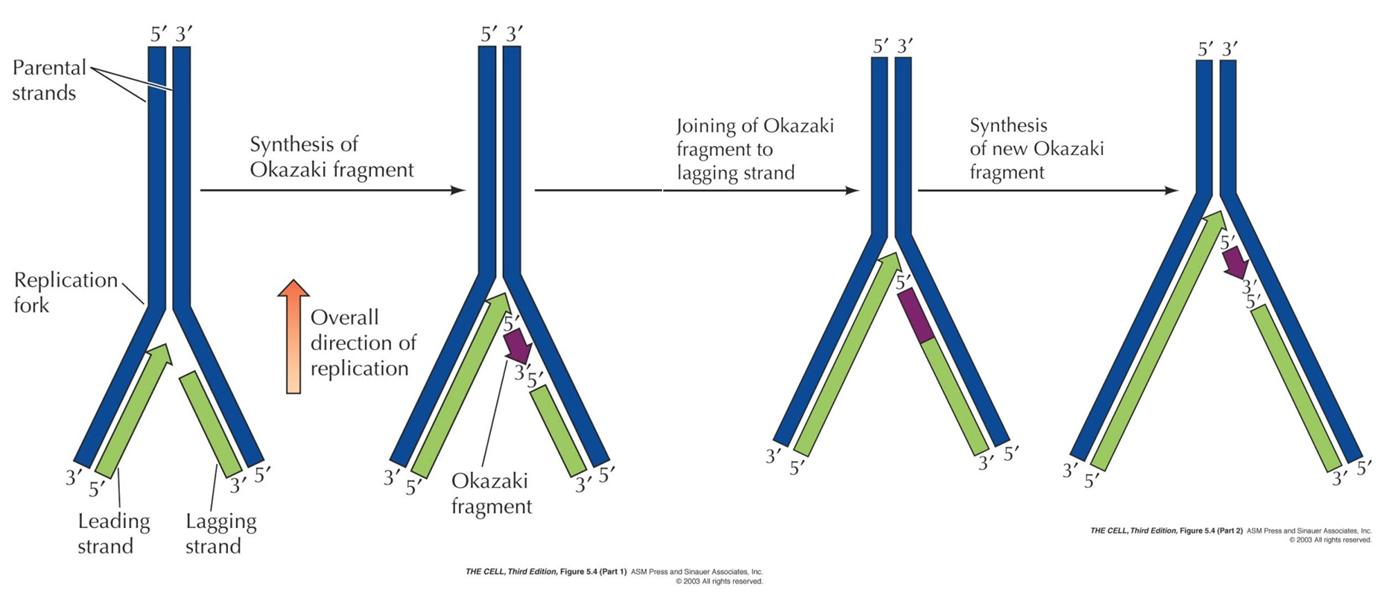 5′ 3′
Parental
strands
Replication
fork
3′
5′
3′
5′
Leading
strand
Lagging
strand
Synthesis of
Okazaki fragment
Overall
direction of
replication
5′ 3′
5′
3′
5′
3′
5′
3′
5′
Okazaki
fragment
Joining of Okazaki
fragment to
lagging strand
5′ 3′
5′
3′
5′
3′
5′
Synthesis
of new Okazaki
fragment
5′ 3′
5′
3′
5′
3′
5′
3′
5′
THE CELL, Third Edition, Figure 5.4 (Part 1) ASM Press and Sinauer Associates, Inc.
© 2003 All rights reserved.
THE CELL, Third Edition, Figure 5.4 (Part 2) ASM Press and Sinauer Associates, Inc.
© 2003 All rights reserved.